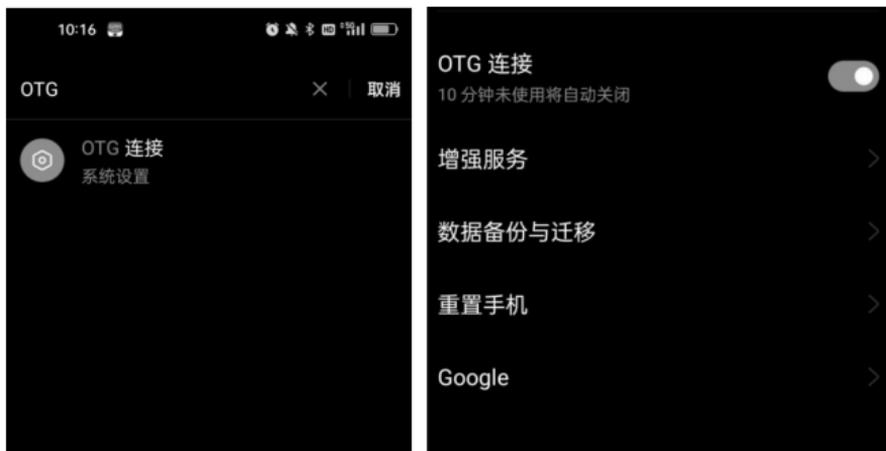 10:16
HD 5G
OTG
取消
OTG 连接
系统设置
OTG 连接
10 分钟未使用将自动关闭
增强服务
数据备份与迁移
重置手机
Google